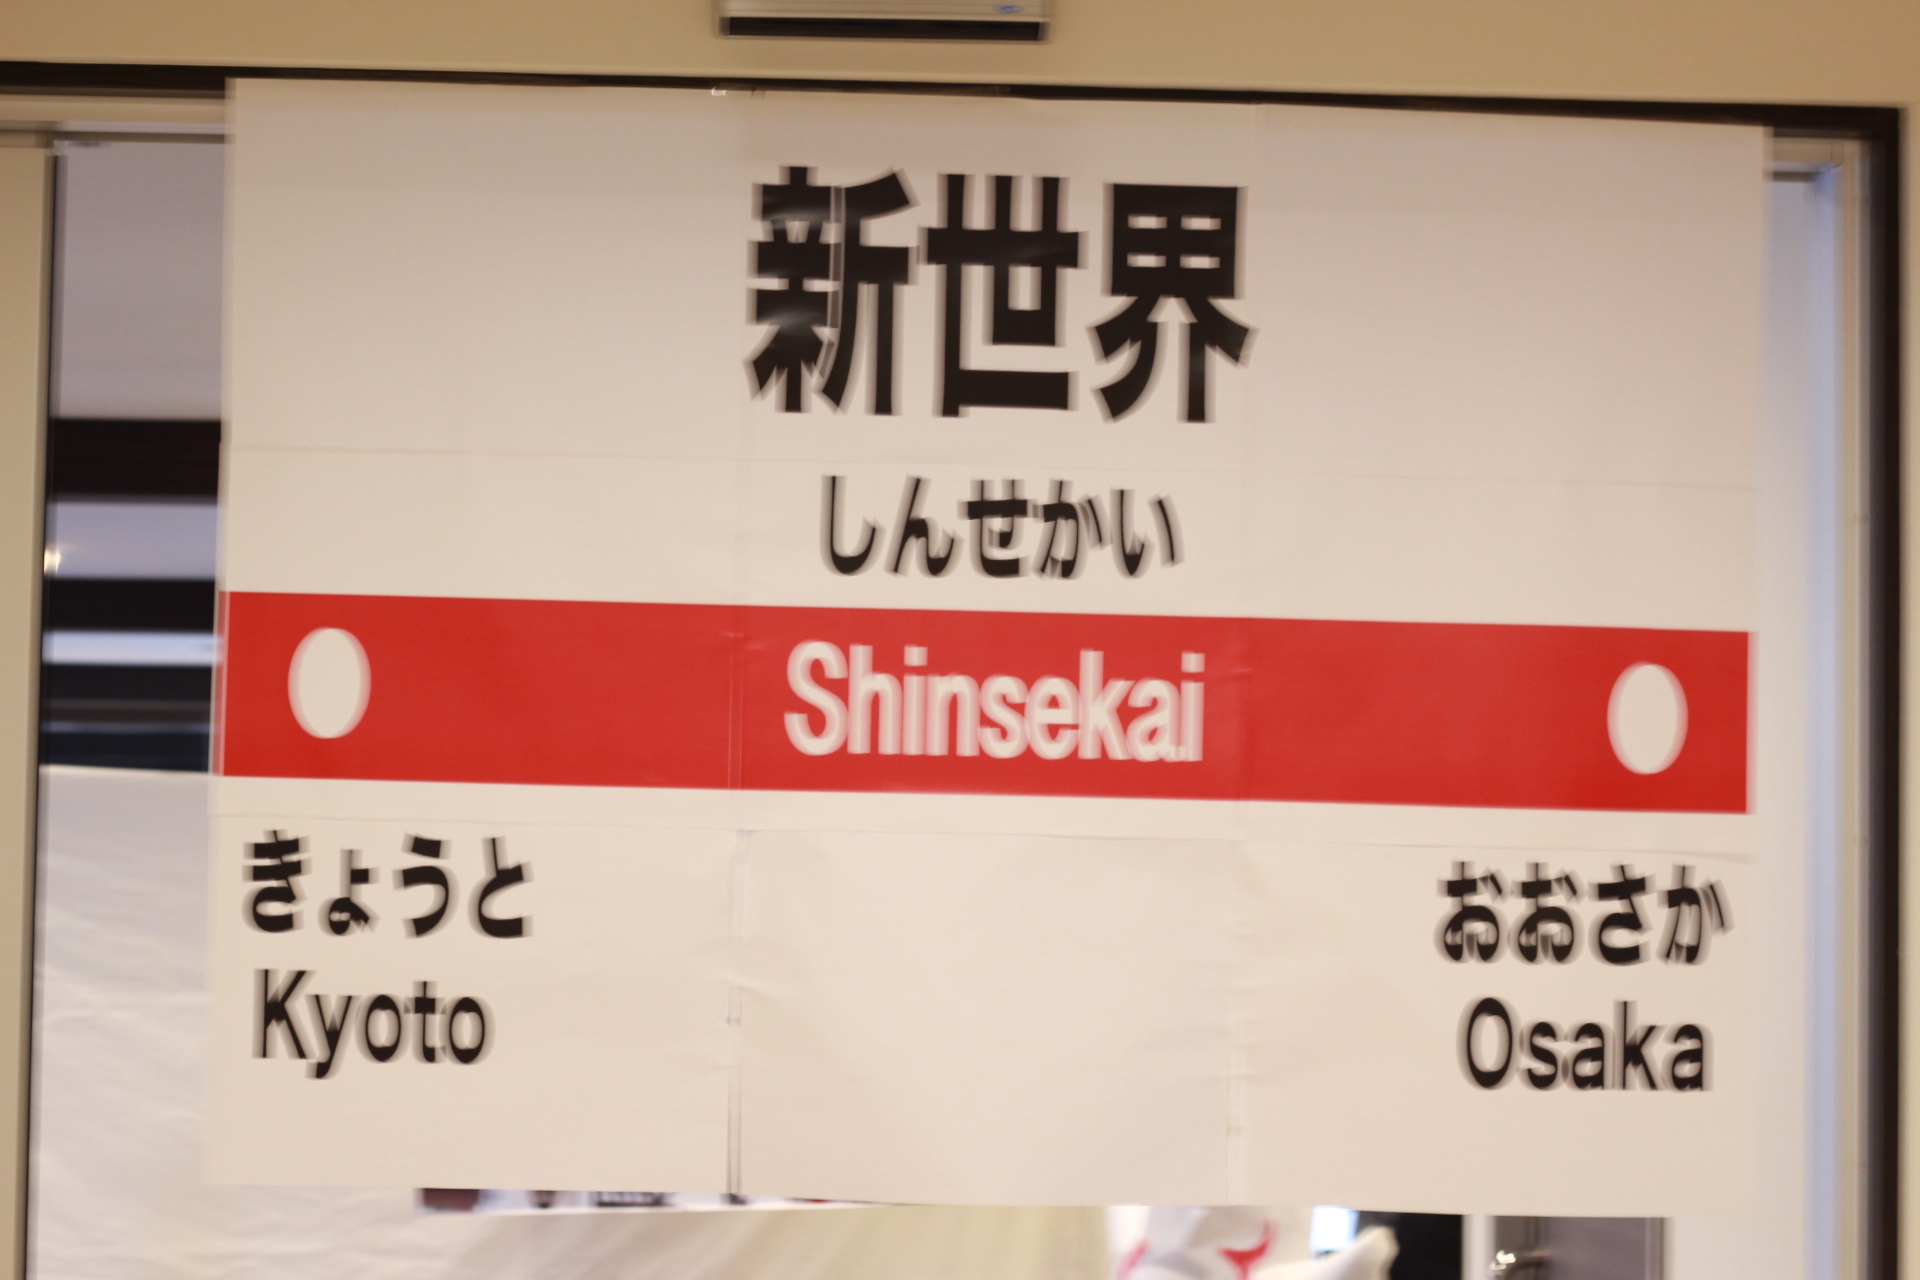 新世界
しんせかい
Shinsekai
きょうと
おおさか
Kyoto
Osaka